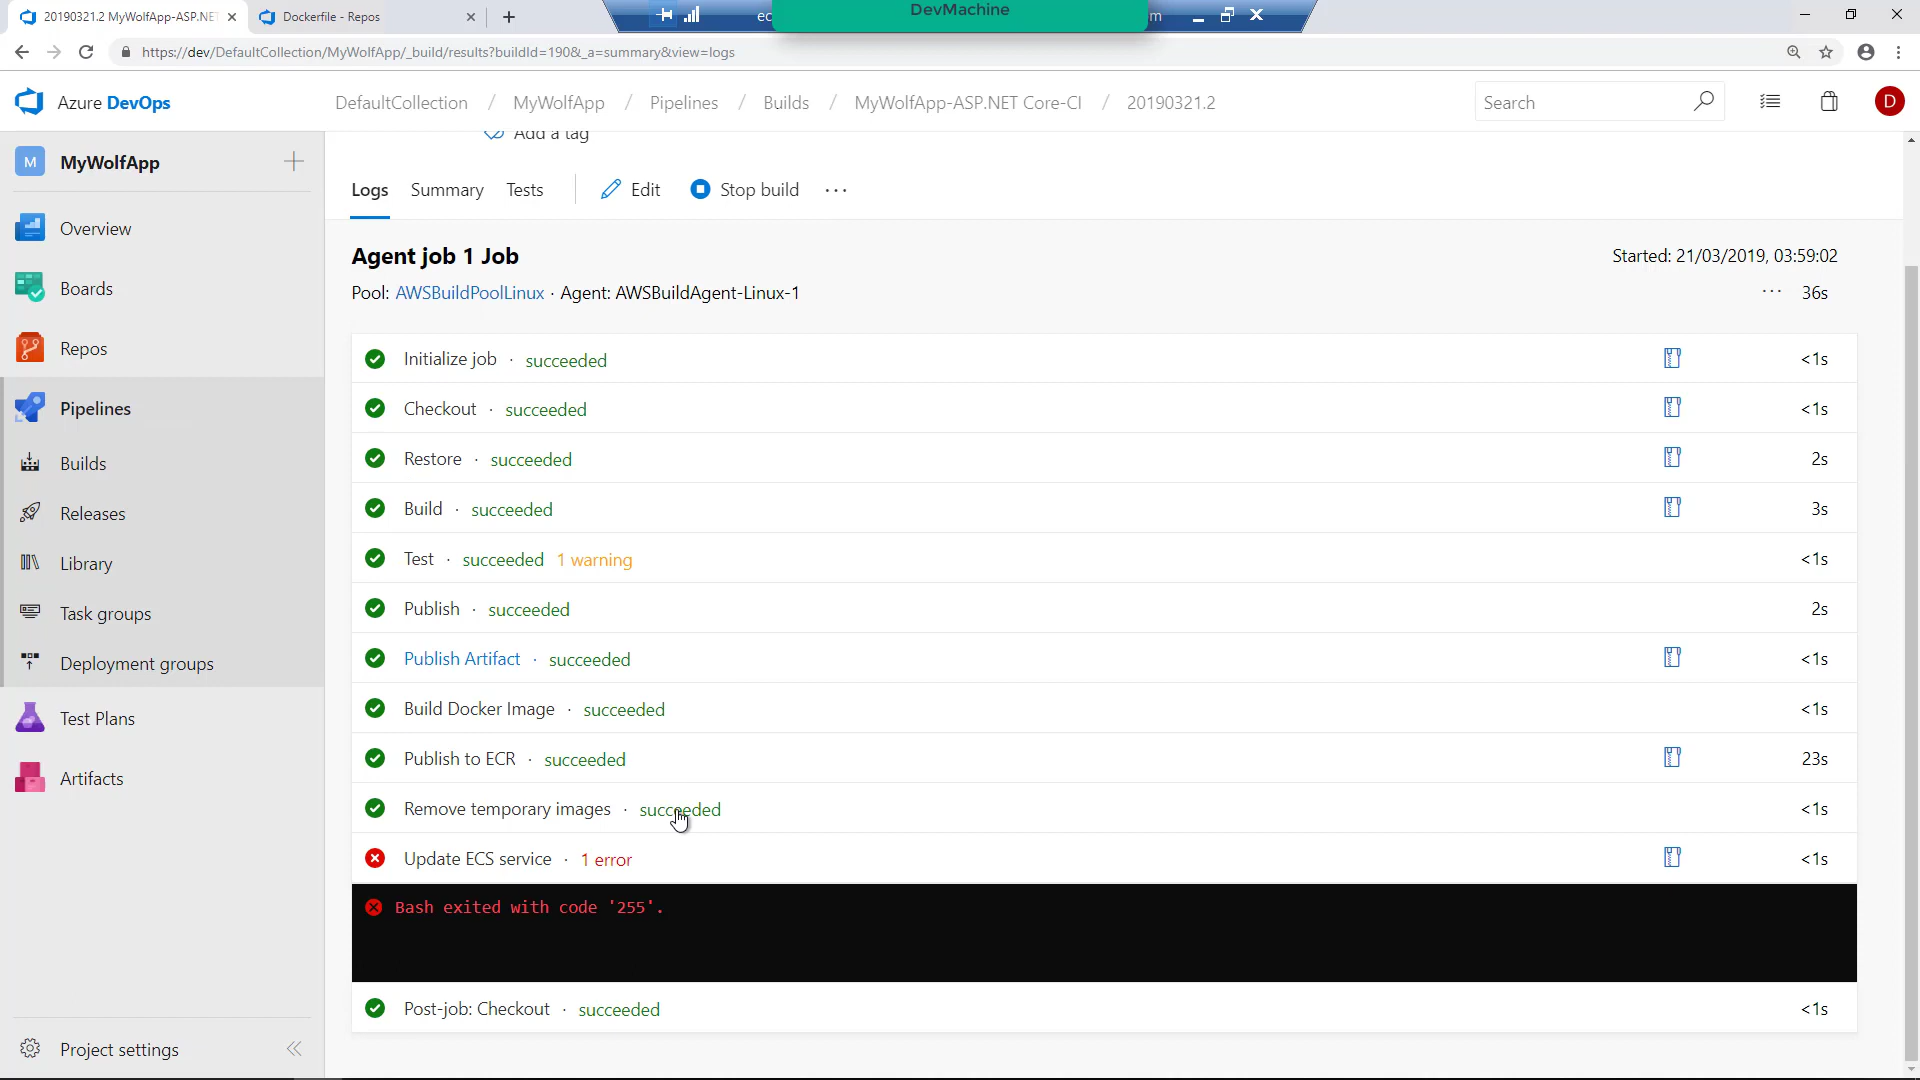 20190321.2 MyWolfApp-ASP.NET
Dockerfile - Repos
ec
DevMachine
m
https://dev/DefaultCollection/MyWolfApp/_build/results?buildId=190&_a=summary&view=logs
Azure DevOps
DefaultCollection / MyWolfApp / Pipelines / Builds / MyWolfApp-ASP.NET Core-CI / 20190321.2
Search
D
Add a tag
M MyWolfApp
Logs Summary Tests Edit Stop build ...
Overview
Boards
Repos
Pipelines
Builds
Releases
Library
Task groups
Deployment groups
Test Plans
Artifacts
Project settings
Agent job 1 Job
Started: 21/03/2019, 03:59:02
Pool: AWSBuildPoolLinux · Agent: AWSBuildAgent-Linux-1
... 36s
Initialize job · succeeded <1s
Checkout · succeeded <1s
Restore · succeeded 2s
Build · succeeded 3s
Test · succeeded 1 warning <1s
Publish · succeeded 2s
Publish Artifact · succeeded <1s
Build Docker Image · succeeded <1s
Publish to ECR · succeeded 23s
Remove temporary images · succeeded <1s
Update ECS service · 1 error <1s
Bash exited with code '255'.
Post-job: Checkout · succeeded <1s